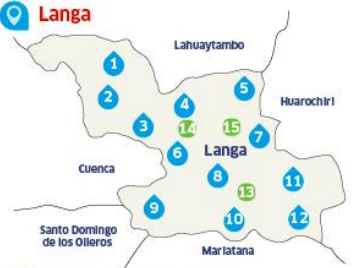 Langa
Lahuaytambo
1
5
2
Huarochirí
4
3
14
15
7
6
Langa
Cuenca
8
11
13
9
10
12
Santo Domingo
de los Olleros
Mariatana